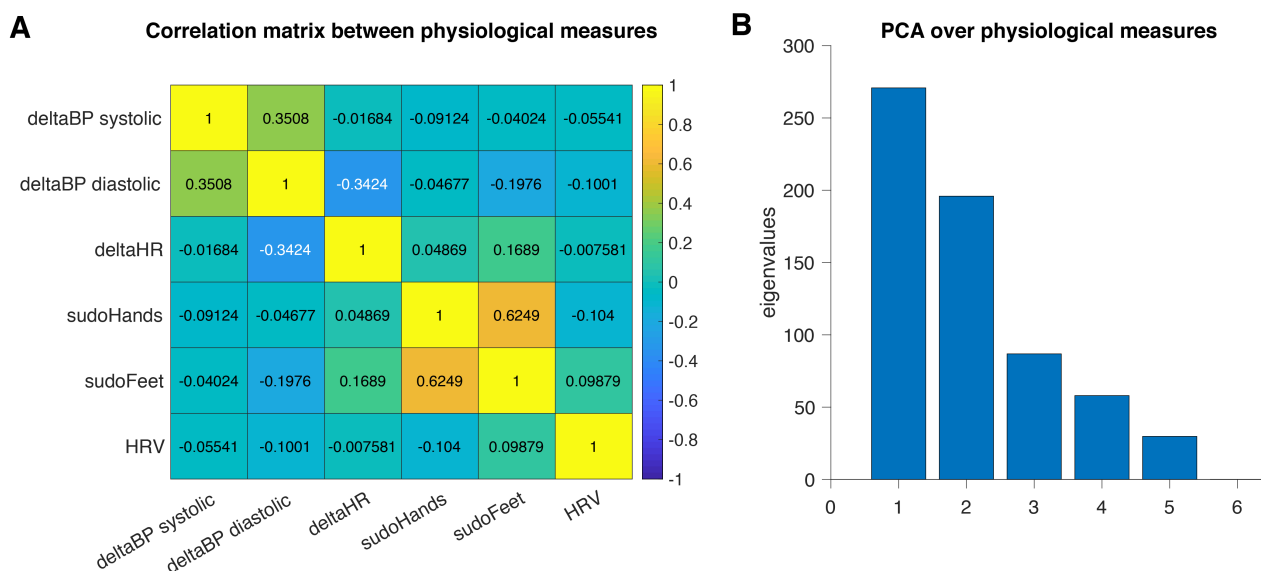 A
Correlation matrix between physiological measures
deltaBP systolic 1 0.3508 -0.01684 -0.09124 -0.04024 -0.05541
deltaBP diastolic 0.3508 1 -0.3424 -0.04677 -0.1976 -0.1001
deltaHR -0.01684 -0.3424 1 0.04869 0.1689 -0.007581
sudoHands -0.09124 -0.04677 0.04869 1 0.6249 -0.104
sudoFeet -0.04024 -0.1976 0.1689 0.6249 1 0.09879
HRV -0.05541 -0.1001 -0.007581 -0.104 0.09879 1
deltaBP systolic deltaBP diastolic deltaHR sudoHands sudoFeet HRV
1
0.8
0.6
0.4
0.2
0
-0.2
-0.4
-0.6
-0.8
-1
B
PCA over physiological measures
eigenvalues
300
250
200
150
100
50
0
0 1 2 3 4 5 6